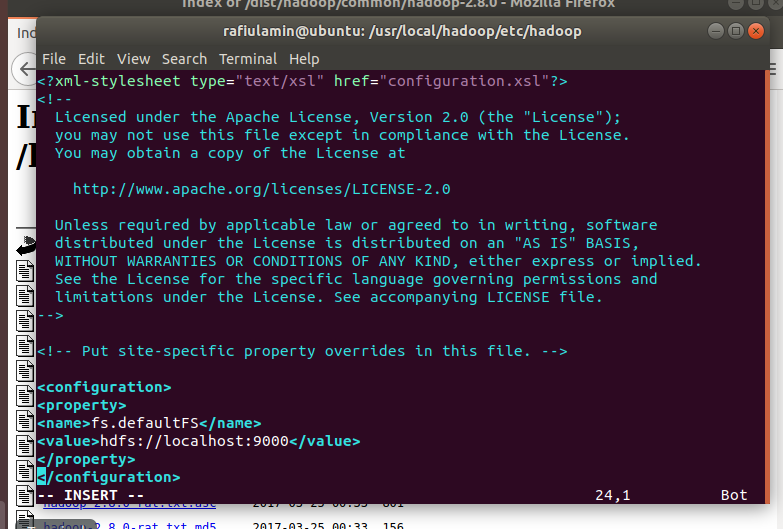 Index of /dist/hadoop/common/hadoop-2.8.0 - Mozilla Firefox
rafiulamin@ubuntu: /usr/local/hadoop/etc/hadoop
File Edit View Search Terminal Help
<?xml-stylesheet type="text/xsl" href="configuration.xsl"?>
<!--
Licensed under the Apache License, Version 2.0 (the "License");
you may not use this file except in compliance with the License.
You may obtain a copy of the License at
http://www.apache.org/licenses/LICENSE-2.0
Unless required by applicable law or agreed to in writing, software
distributed under the License is distributed on an "AS IS" BASIS,
WITHOUT WARRANTIES OR CONDITIONS OF ANY KIND, either express or implied.
See the License for the specific language governing permissions and
limitations under the License. See accompanying LICENSE file.
-->
<!-- Put site-specific property overrides in this file. -->
<configuration>
<property>
<name>fs.defaultFS</name>
<value>hdfs://localhost:9000</value>
</property>
</configuration>
-- INSERT -- 24,1 Bot
hadoop-2.8.0-rat.txt.asc 2017-03-25 00:33 801
hadoop-2.8.0-rat.txt.md5 2017-03-25 00:33 156